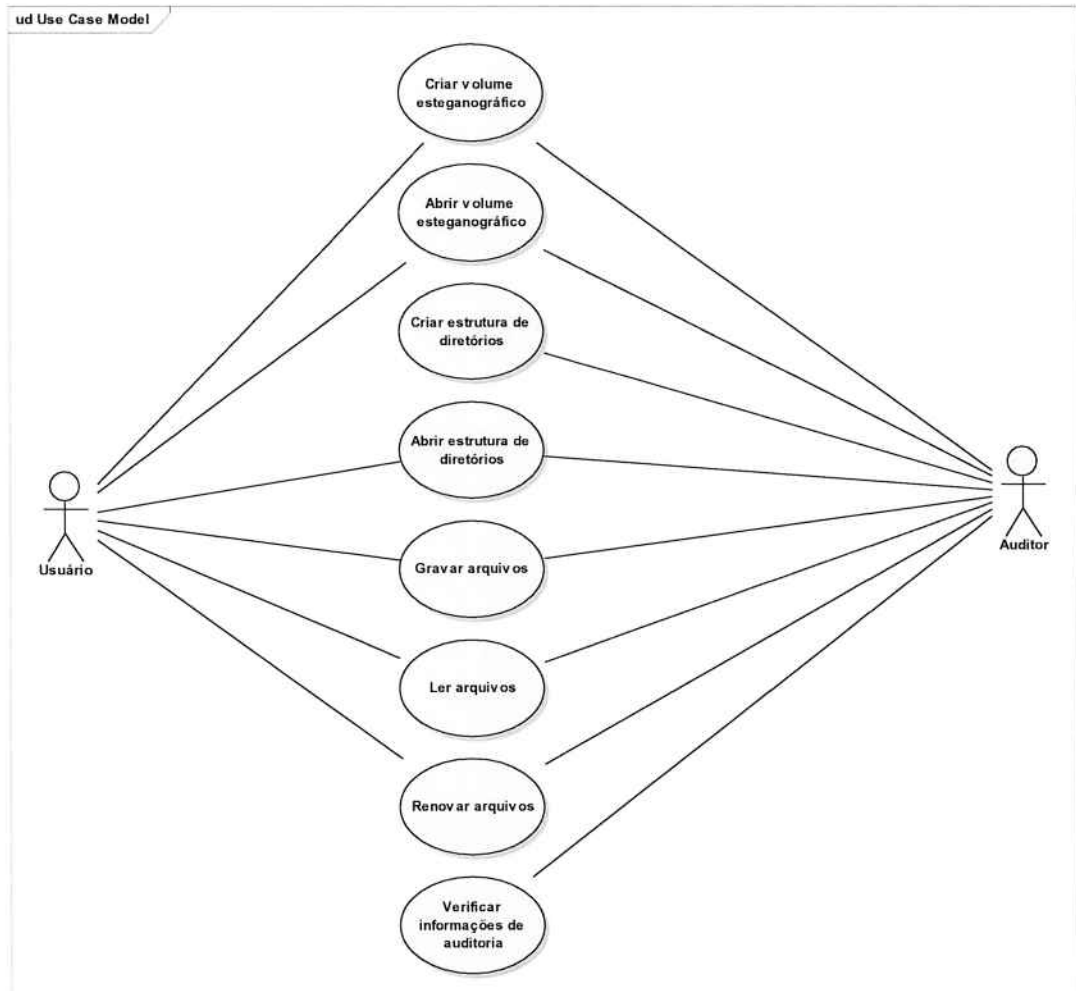 ud Use Case Model
Criar volume
esteganográfico
Abrir volume
esteganográfico
Criar estrutura de
diretórios
Abrir estrutura de
diretórios
Usuário
Auditor
Gravar arquivos
Ler arquivos
Renovar arquivos
Verificar
informações de
auditoria